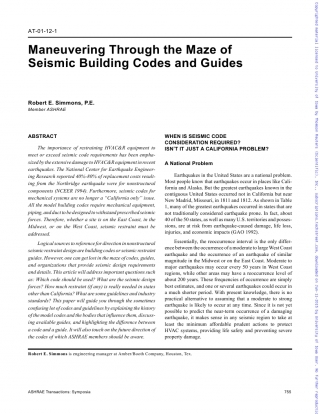 AT-01-12-1
Maneuvering Through the Maze of
Seismic Building Codes and Guides
Robert E. Simmons, P.E.
Member ASHRAE
ABSTRACT
The importance of restraining HVAC&R equipment to
meet or exceed seismic code requirements has been empha-
sized by the extensive damage to HVAC&R equipment in recent
earthquakes. The National Center for Earthquake Engineer-
ing Research reported 40%-80% of replacement costs result-
ing from the Northridge earthquake were for nonstructural
components (NCEER 1994). Furthermore, seismic codes for
mechanical systems are no longer a "California only" issue.
All the model building codes require mechanical equipment,
piping, and duct to be designed to withstand prescribed seismic
forces. Therefore, whether a site is on the East Coast, in the
Midwest, or on the West Coast, seismic restraint must be
addressed.
Logical sources to reference for direction in nonstructural
seismic restraint design are building codes or seismic restraint
guides. However, one can get lost in the maze of codes, guides,
and organizations that provide seismic design requirements
and details. This article will address important questions such
as: Which code should be used? What are the seismic design
forces? How much restraint (if any) is really needed in states
other than California? What are some guidelines and industry
standards? This paper will guide you through the sometimes
confusing lot of codes and guidelines by explaining the history
of the model codes and the bodies that influence them, discuss-
ing available guides, and highlighting the difference between
a code and a guide. It will also touch on the future direction of
the codes of which ASHRAE members should be aware.
WHEN IS SEISMIC CODE
CONSIDERATION REQUIRED?
ISN'T IT JUST A CALIFORNIA PROBLEM?
A National Problem
Earthquakes in the United States are a national problem.
Most people know that earthquakes occur in places like Cali-
fornia and Alaska. But the greatest earthquakes known in the
contiguous United States occurred not in California but near
New Madrid, Missouri, in 1811 and 1812. As shown in Table
1, many of the greatest earthquakes occurred in states that are
not traditionally considered earthquake prone. In fact, about
40 of the 50 states, as well as many U.S. territories and posses-
sions, are at risk from earthquake-caused damage, life loss,
injuries, and economic impacts (GAO 1992).
Essentially, the reoccurrence interval is the only differ-
ence between the occurrence of a moderate to large West Coast
earthquake and the occurrence of an earthquake of similar
magnitude in the Midwest or on the East Coast. Moderate to
major earthquakes may occur every 50 years in West Coast
regions, while other areas may have a reoccurrence level of
about 200 years. These frequencies of occurrence are simply
best estimates, and one or several earthquakes could occur in
a much shorter period. With present knowledge, there is no
practical alternative to assuming that a moderate to strong
earthquake is likely to occur at any time. Since it is not yet
possible to predict the near-term occurrence of a damaging
earthquake, it makes sense in any seismic region to take at
least the minimum affordable prudent actions to protect
HVAC systems, providing life safety and preventing severe
property damage.
Robert E. Simmons is engineering manager at Amber/Booth Company, Houston, Tex.
ASHRAE Transactions: Symposia